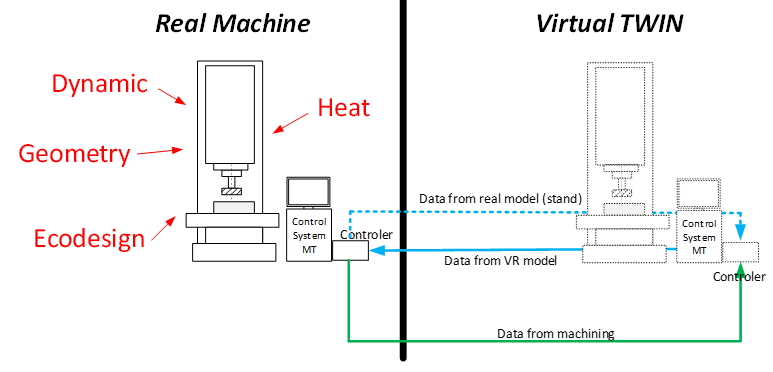 Real Machine
Virtual TWIN
Dynamic
Heat
Geometry
Ecodesign
Control
System
MT
Controler
Data from real model (stand)
Data from VR model
Data from machining
Control
System
MT
Controler